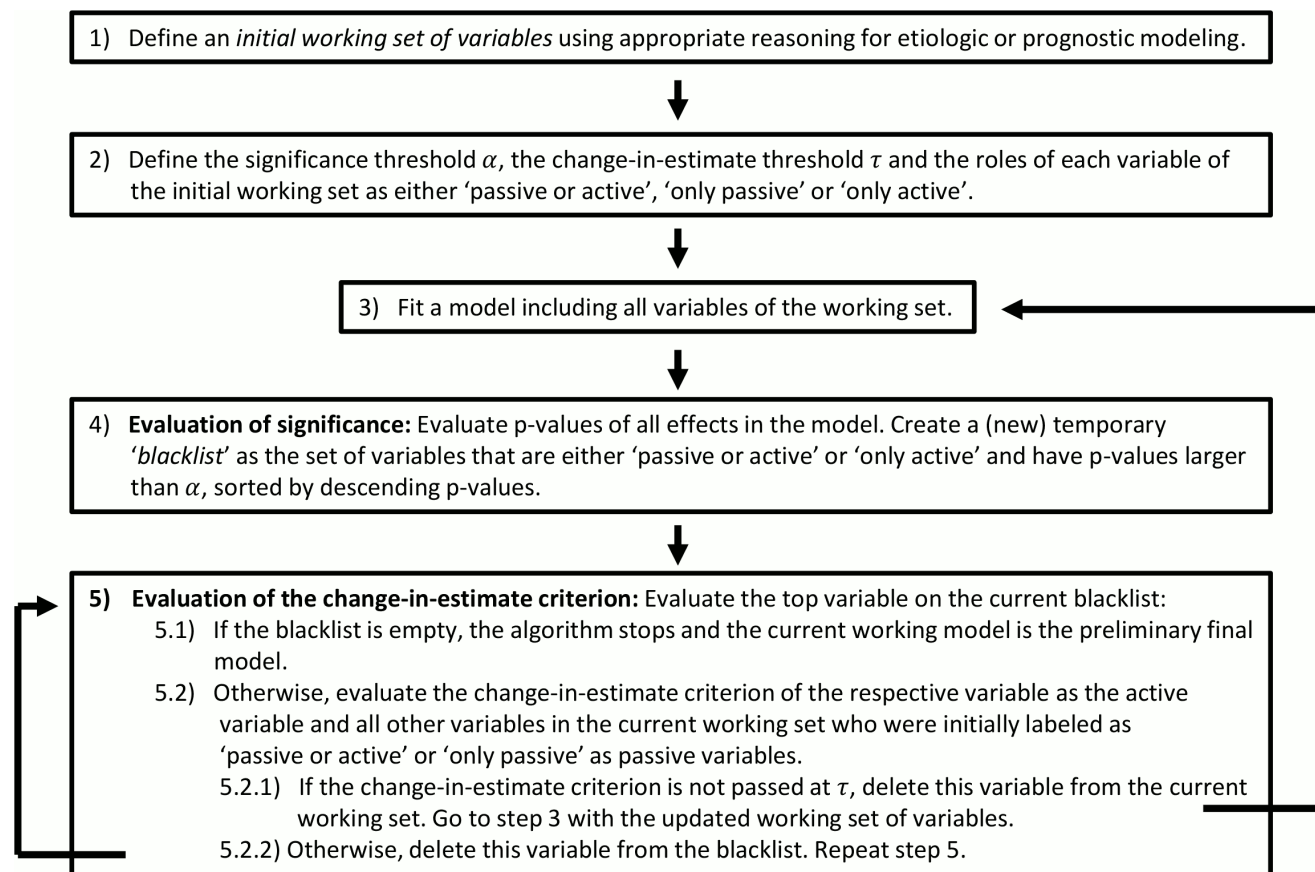 1) Define an initial working set of variables using appropriate reasoning for etiologic or prognostic modeling.
2) Define the significance threshold α, the change-in-estimate threshold τ and the roles of each variable of
the initial working set as either ‘passive or active’, ‘only passive’ or ‘only active’.
3) Fit a model including all variables of the working set.
4) Evaluation of significance: Evaluate p-values of all effects in the model. Create a (new) temporary
‘blacklist’ as the set of variables that are either ‘passive or active’ or ‘only active’ and have p-values larger
than α, sorted by descending p-values.
5) Evaluation of the change-in-estimate criterion: Evaluate the top variable on the current blacklist:
5.1) If the blacklist is empty, the algorithm stops and the current working model is the preliminary final
model.
5.2) Otherwise, evaluate the change-in-estimate criterion of the respective variable as the active
variable and all other variables in the current working set who were initially labeled as
‘passive or active’ or ‘only passive’ as passive variables.
5.2.1) If the change-in-estimate criterion is not passed at τ, delete this variable from the current
working set. Go to step 3 with the updated working set of variables.
5.2.2) Otherwise, delete this variable from the blacklist. Repeat step 5.